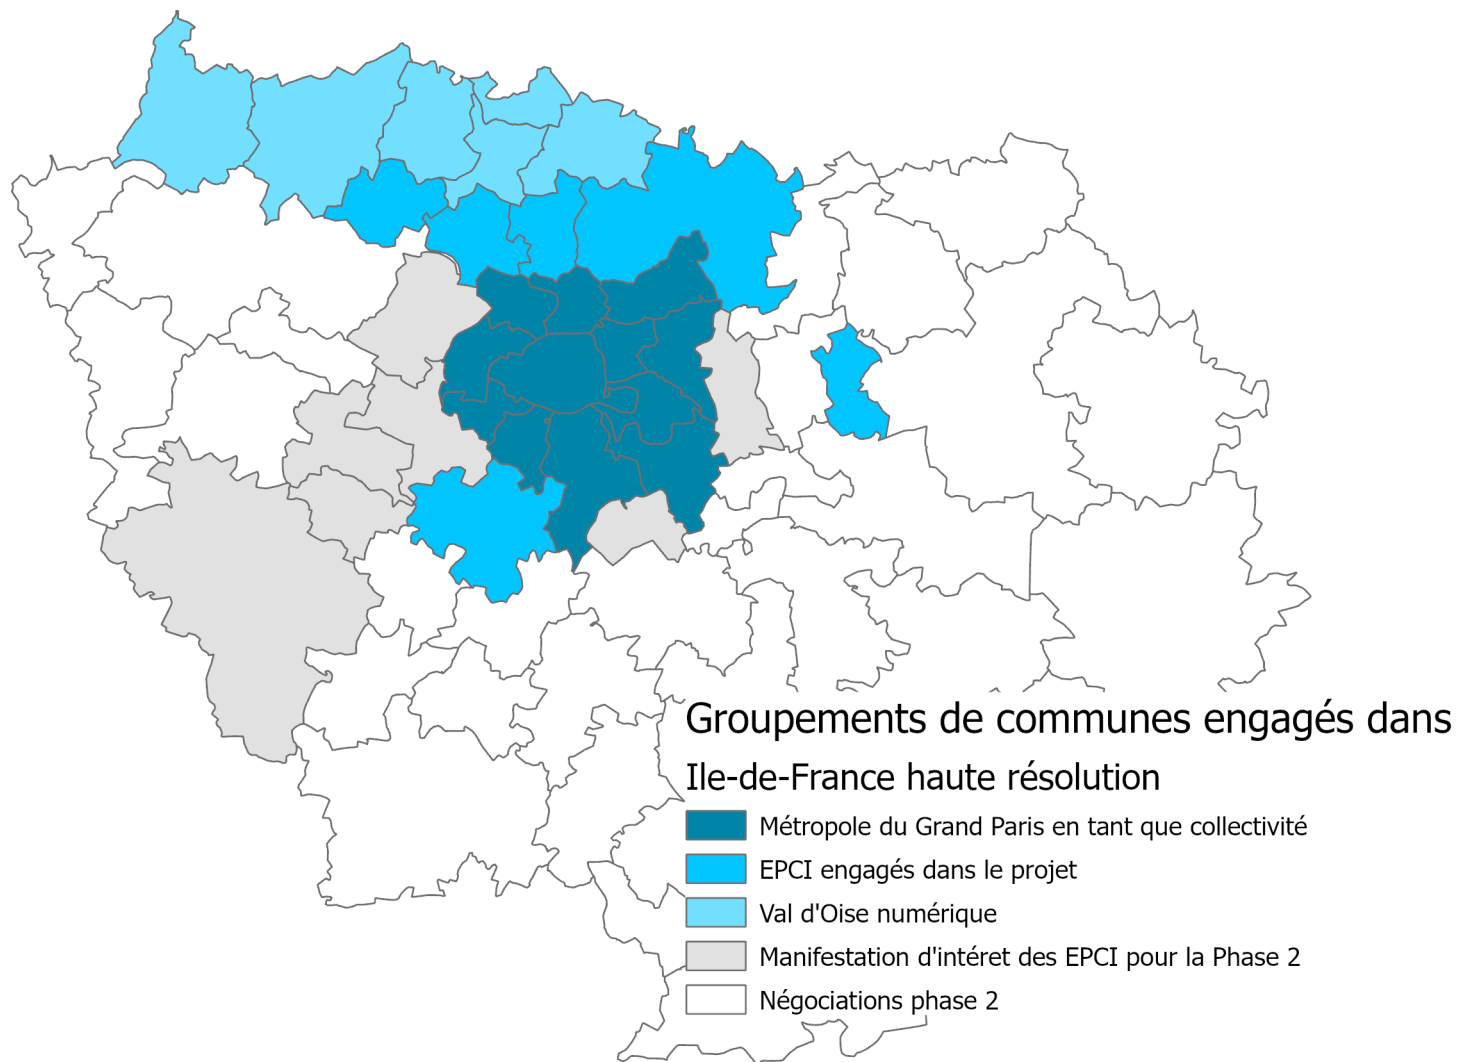 Groupements de communes engagés dans
Ile-de-France haute résolution
Métropole du Grand Paris en tant que collectivité
EPCI engagés dans le projet
Val d'Oise numérique
Manifestation d'intéret des EPCI pour la Phase 2
Négociations phase 2